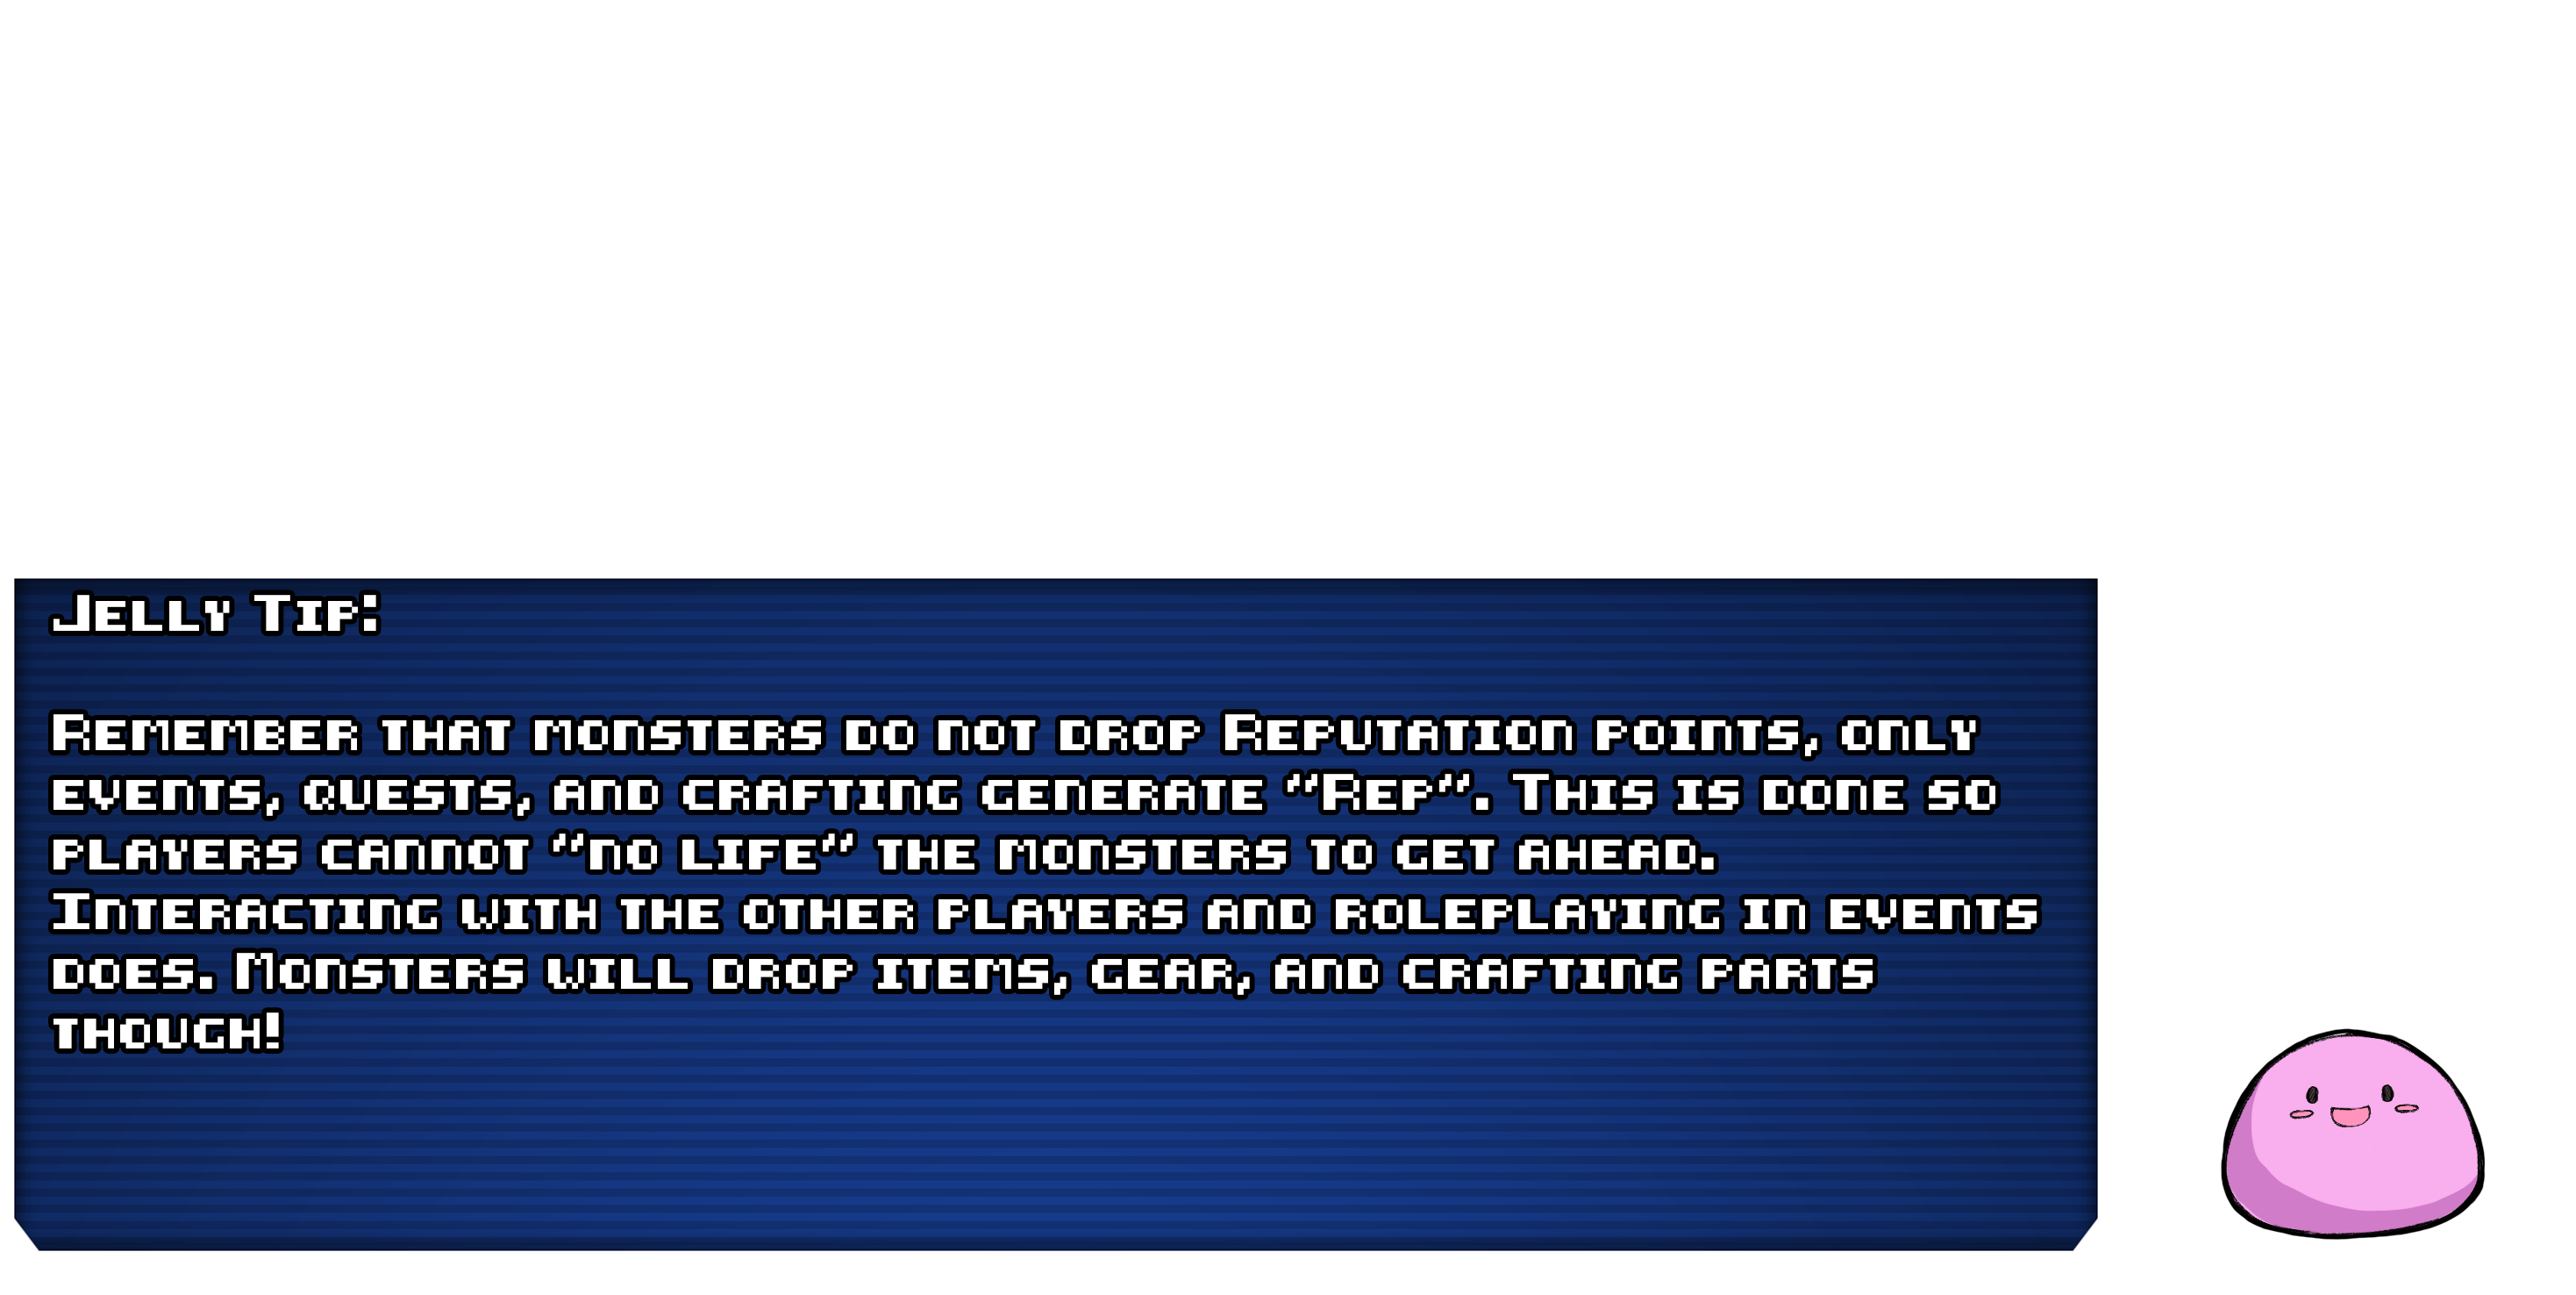 Jelly Tip:
Remember that monsters do not drop Reputation points, only
events, quests, and crafting generate "Rep". This is done so
players cannot "no life" the monsters to get ahead.
Interacting with the other players and roleplaying in events
does. Monsters will drop items, gear, and crafting parts
though!